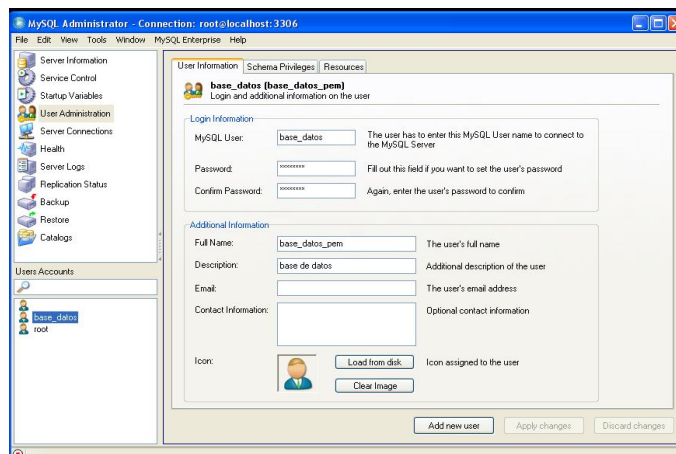 MySQL Administrator - Connection: root@localhost:3306
File Edit View Tools Window MySQL Enterprise Help
Server Information
Service Control
Startup Variables
User Administration
Server Connections
Health
Server Logs
Replication Status
Backup
Restore
Catalogs
Users Accounts
base_datos
root
User Information Schema Privileges Resources
base_datos (base_datos_pem)
Login and additional information on the user
Login Information
MySQL User: base_datos The user has to enter this MySQL User name to connect to
the MySQL Server
Password: ******** Fill out this field if you want to set the user's password
Confirm Password: ******** Again, enter the user's password to confirm
Additional Information
Full Name: base_datos_pem The user's full name
Description: base de datos Additional description of the user
Email: The user's email address
Contact Information: Optional contact information
Icon: Load from disk Icon assigned to the user
Clear Image
Add new user Apply changes Discard changes